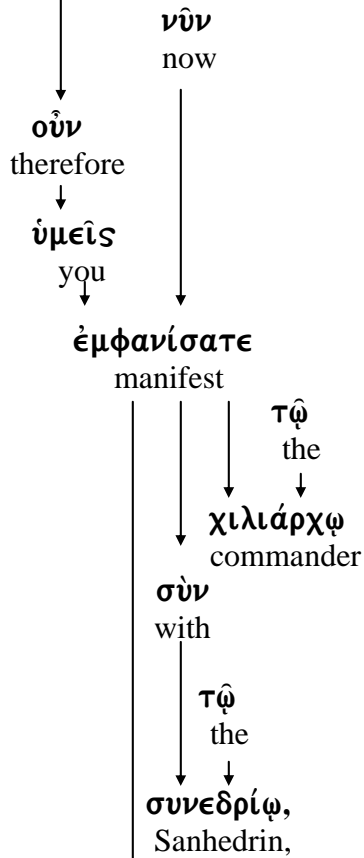 νῦν
now
οὖν
therefore
ὑμεῖς
you
ἐμφανίσατε
manifest
τῷ
the
χιλιάρχῳ
commander
σὺν
with
τῷ
the
συνεδρίῳ,
Sanhedrin,